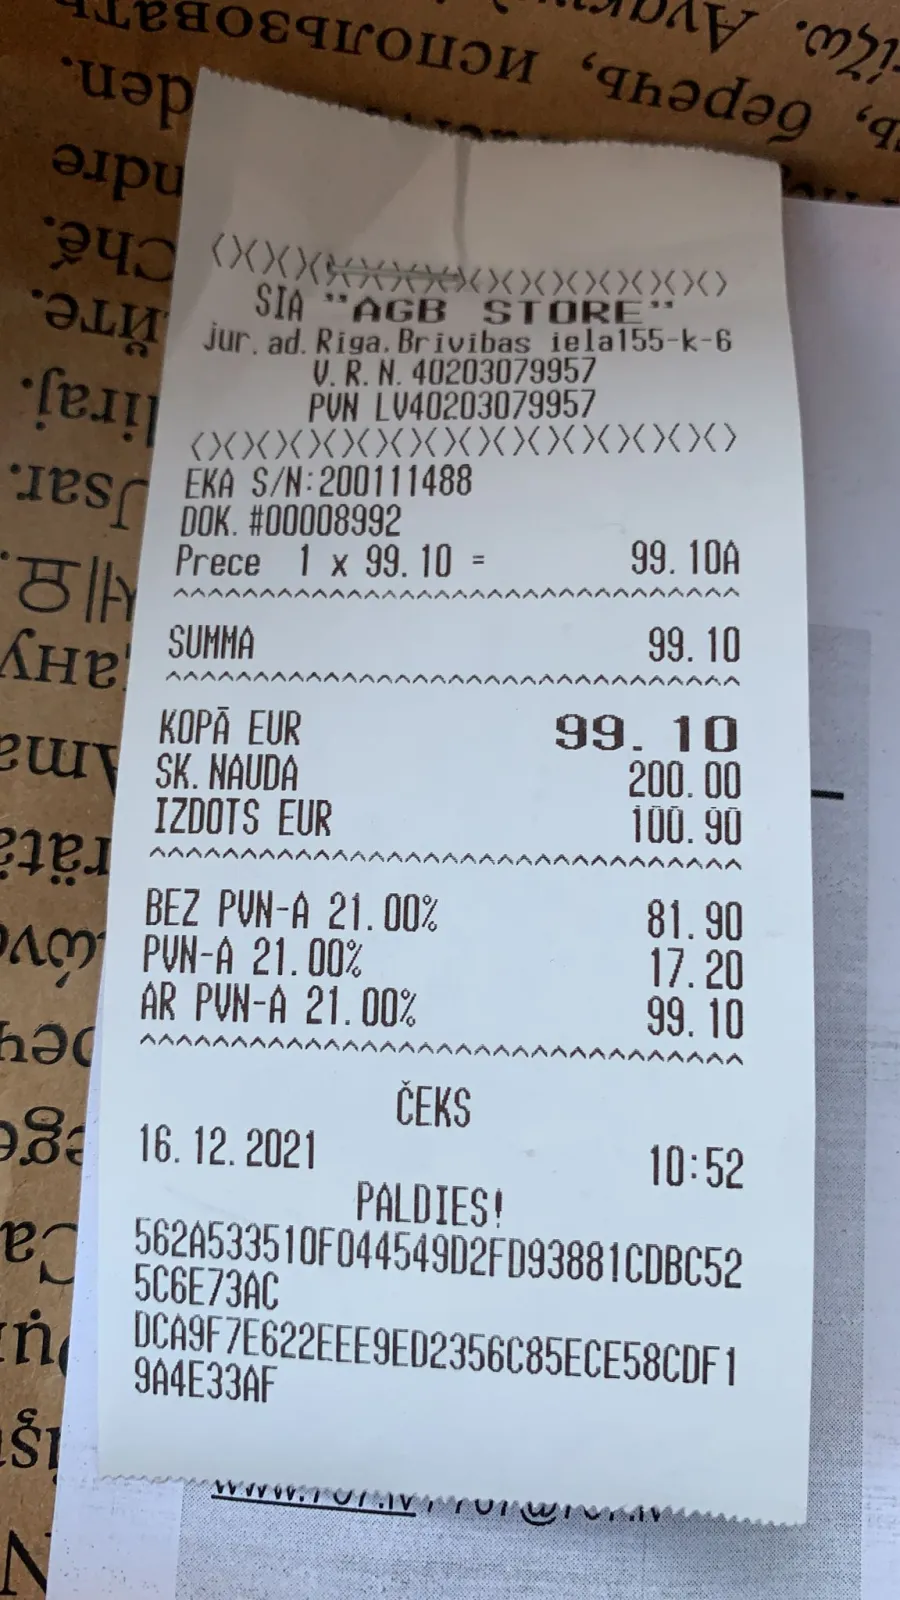 использовать
беречь,
den.
SIA "AGB STORE"
jur. ad. Riga. Brivibas iela155-k-6
V. R. N. 40203079957
PVN LV40203079957
EKA S/N:200111488
DOK. #00008992
Prece 1 x 99.10 = 99.10A
SUMMA 99.10
KOPĀ EUR 99.10
SK. NAUDA 200.00
IZDOTS EUR 100.90
BEZ PVN-A 21.00% 81.90
PVN-A 21.00% 17.20
AR PVN-A 21.00% 99.10
ČEKS
16.12.2021 10:52
PALDIES!
562A533510F044549D2FD93881CDBC52
5C6E73AC
DCA9F7E622EEE9ED2356C85ECE58CDF1
9A4E33AF